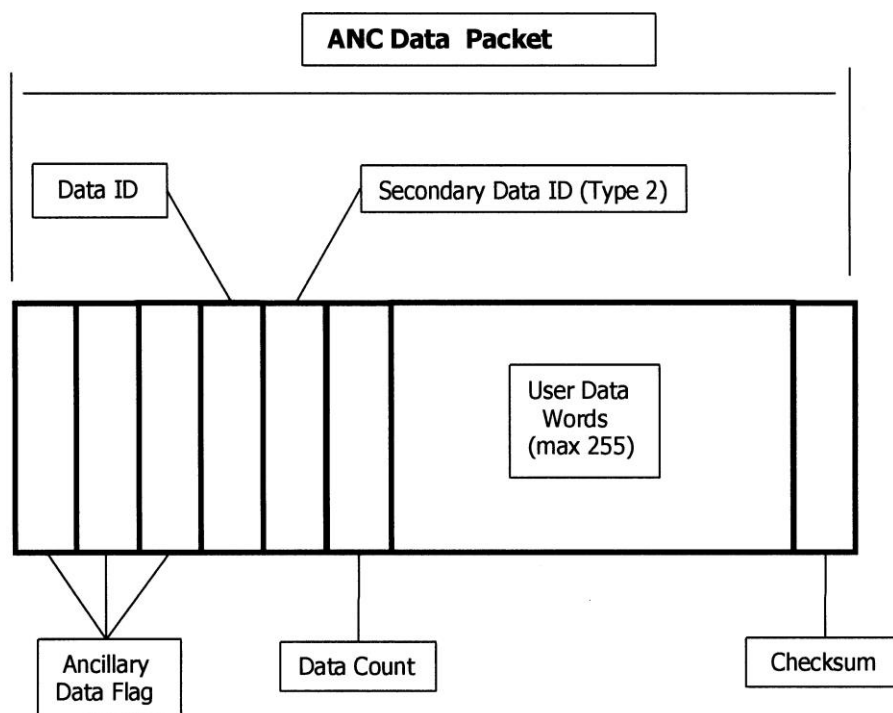 ANC Data Packet
Data ID
Secondary Data ID (Type 2)
User Data
Words
(max 255)
Ancillary
Data Flag
Data Count
Checksum